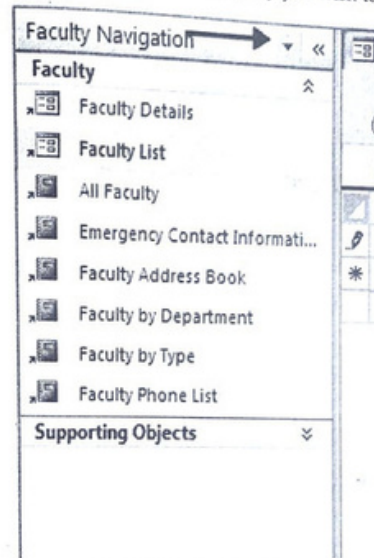 Faculty Navigation
Faculty
Faculty Details
Faculty List
All Faculty
Emergency Contact Informati...
Faculty Address Book
Faculty by Department
Faculty by Type
Faculty Phone List
Supporting Objects